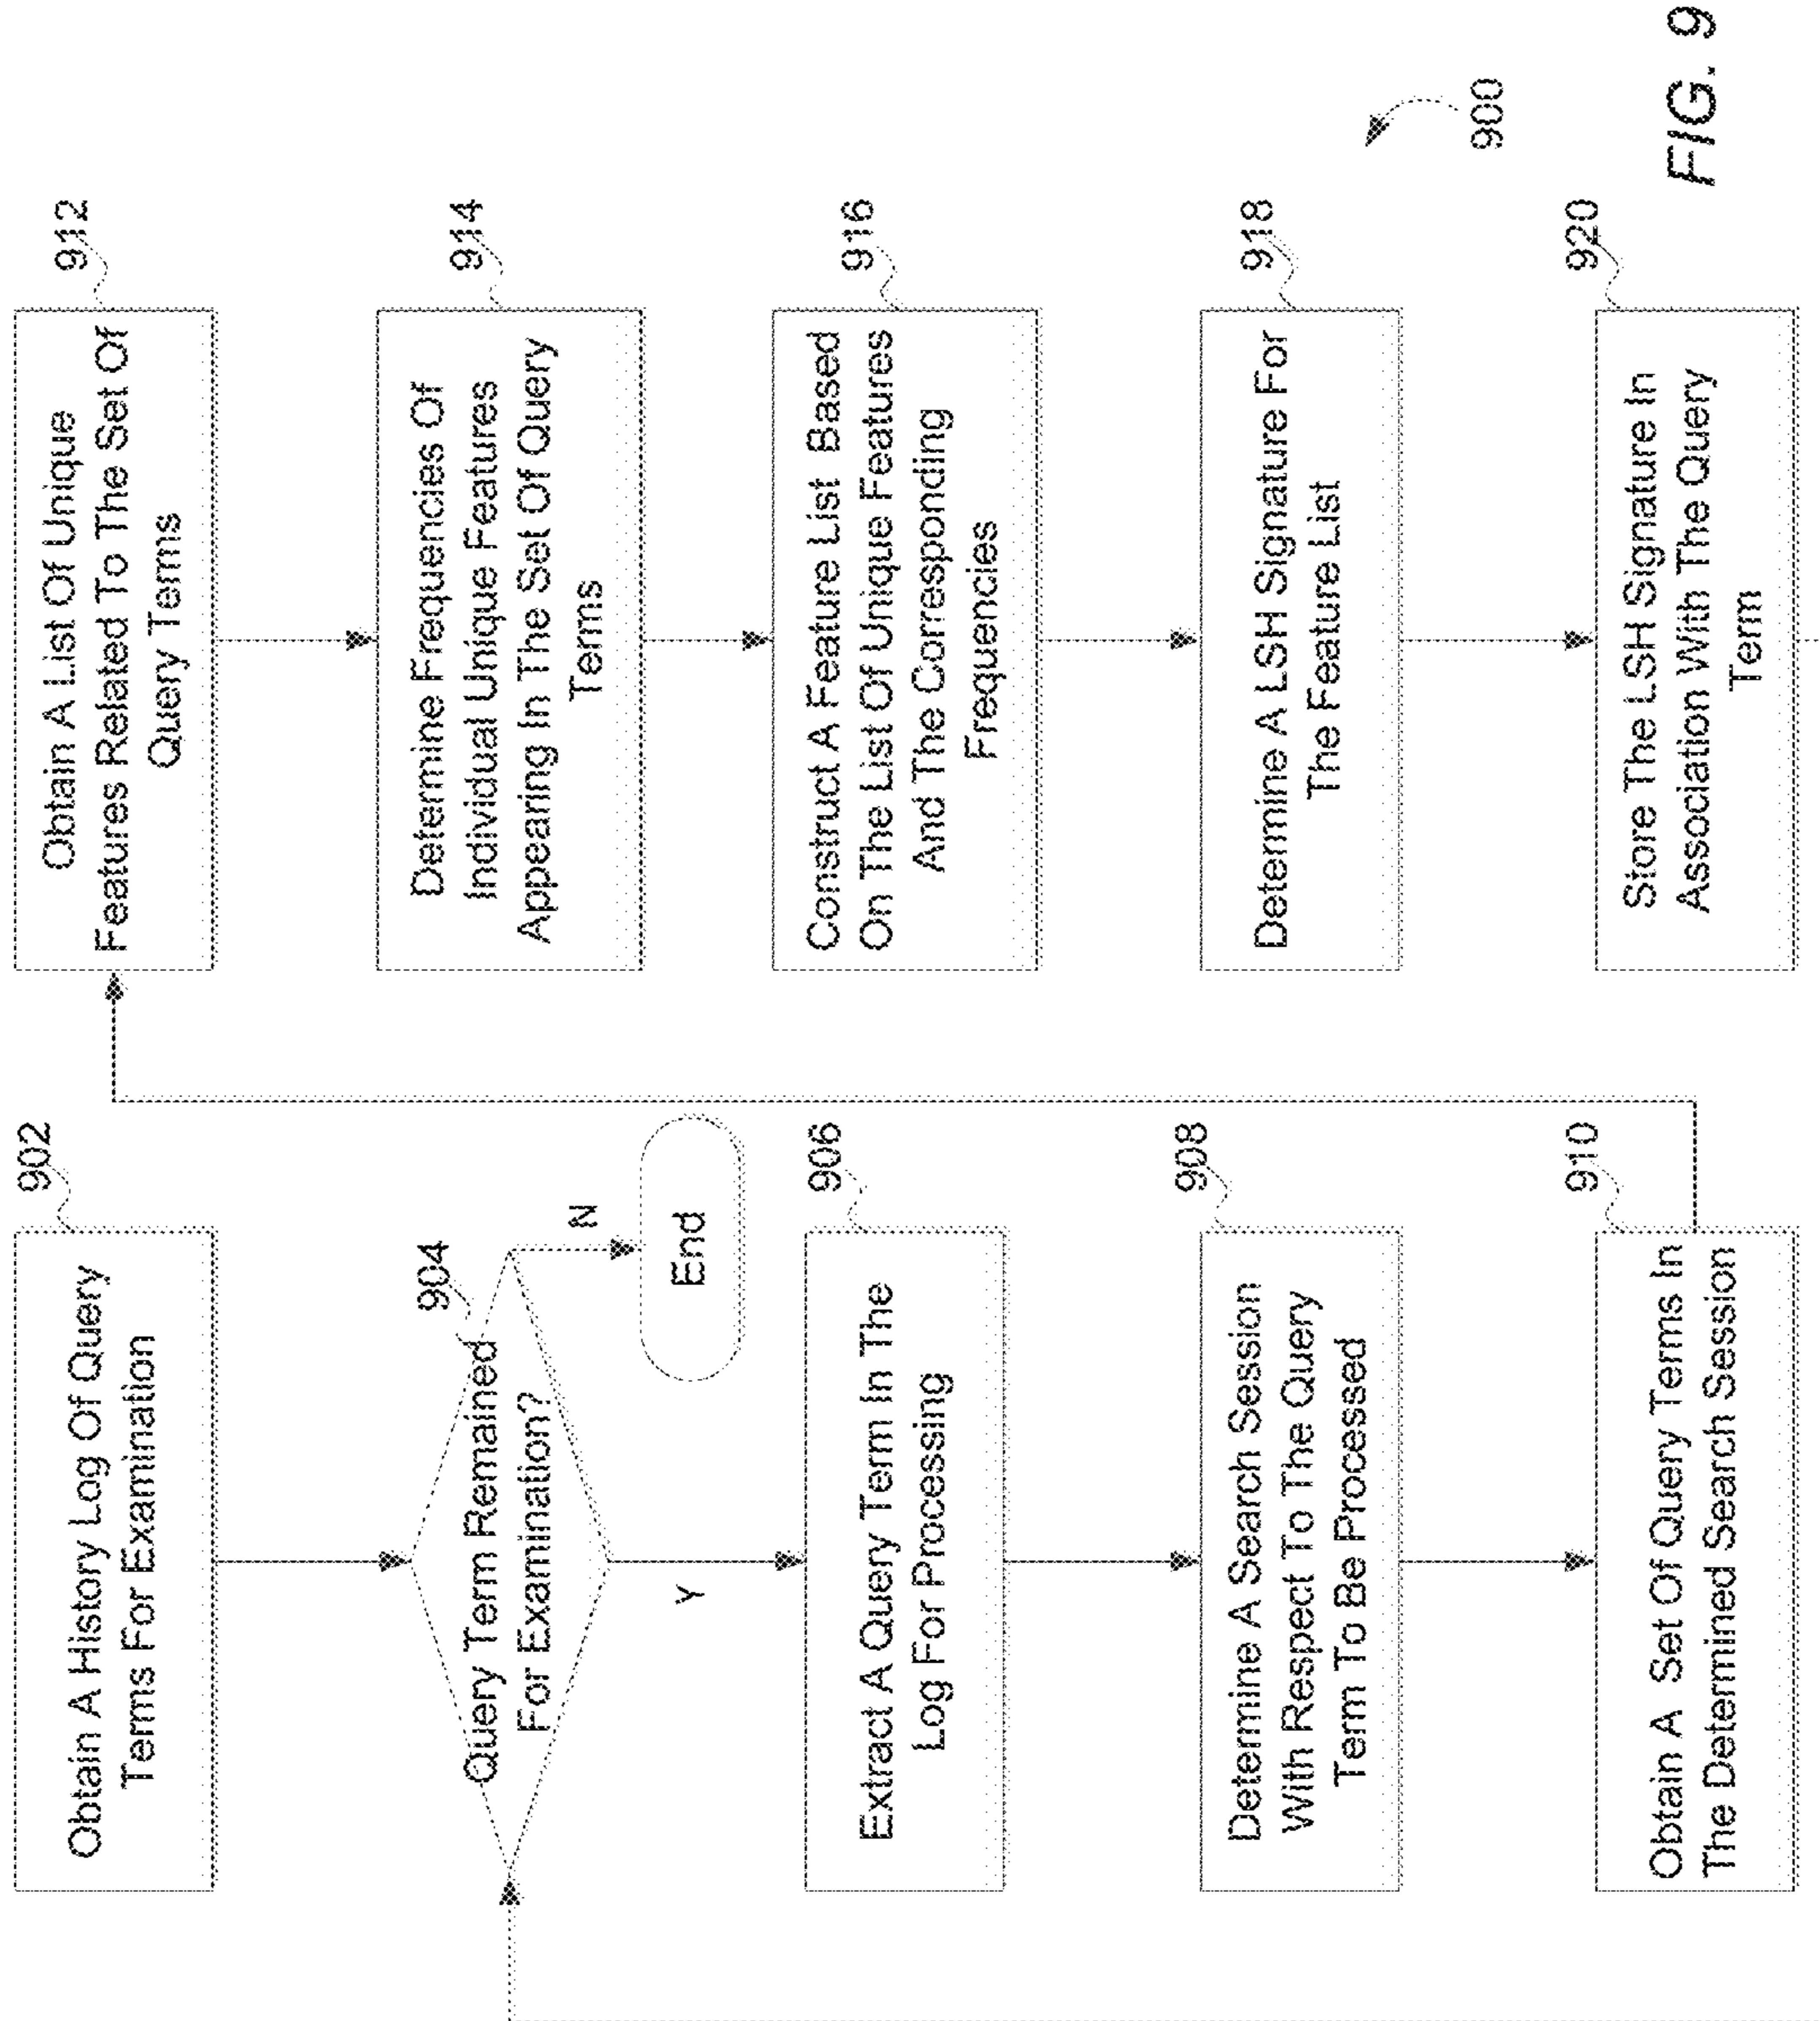 902
Obtain A History Log Of Query
Terms For Examination
904
Query Term Remained
For Examination?
N
End
Y
906
Extract A Query Term In The
Log For Processing
908
Determine A Search Session
With Respect To The Query
Term To Be Processed
910
Obtain A Set Of Query Terms In
The Determined Search Session
912
Obtain A List Of Unique
Features Related To The Set Of
Query Terms
914
Determine Frequencies Of
Individual Unique Features
Appearing In The Set Of Query
Terms
916
Construct A Feature List Based
On The List Of Unique Features
And The Corresponding
Frequencies
918
Determine A LSH Signature For
The Feature List
920
Store The LSH Signature In
Association With The Query
Term
900
FIG. 9